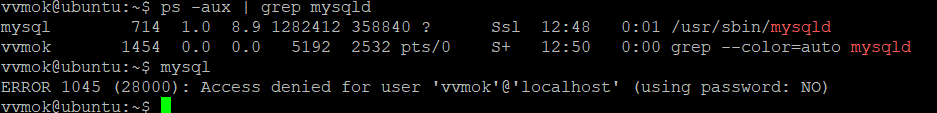 vvmok@ubuntu:~$ ps -aux | grep mysqld
mysql        714  1.0  8.9 1282412 358840 ?      Ssl  12:48   0:01 /usr/sbin/mysqld
vvmok       1454  0.0  0.0   5192  2532 pts/0    S+   12:50   0:00 grep --color=auto mysqld
vvmok@ubuntu:~$ mysql
ERROR 1045 (28000): Access denied for user 'vvmok'@'localhost' (using password: NO)
vvmok@ubuntu:~$